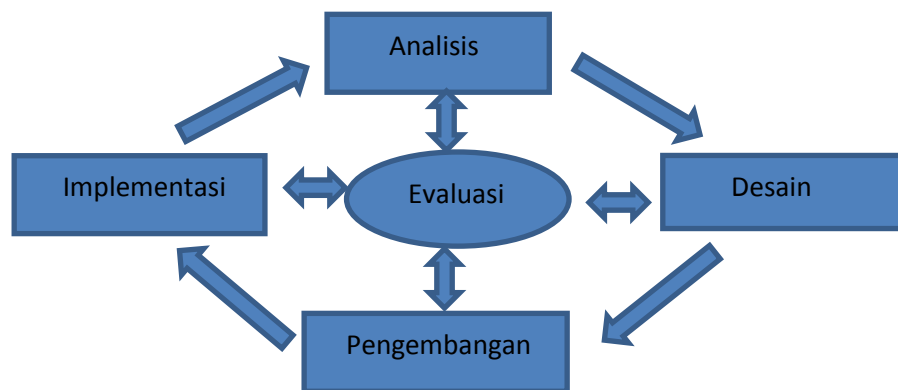 Analisis
Implementasi
Evaluasi
Desain
Pengembangan